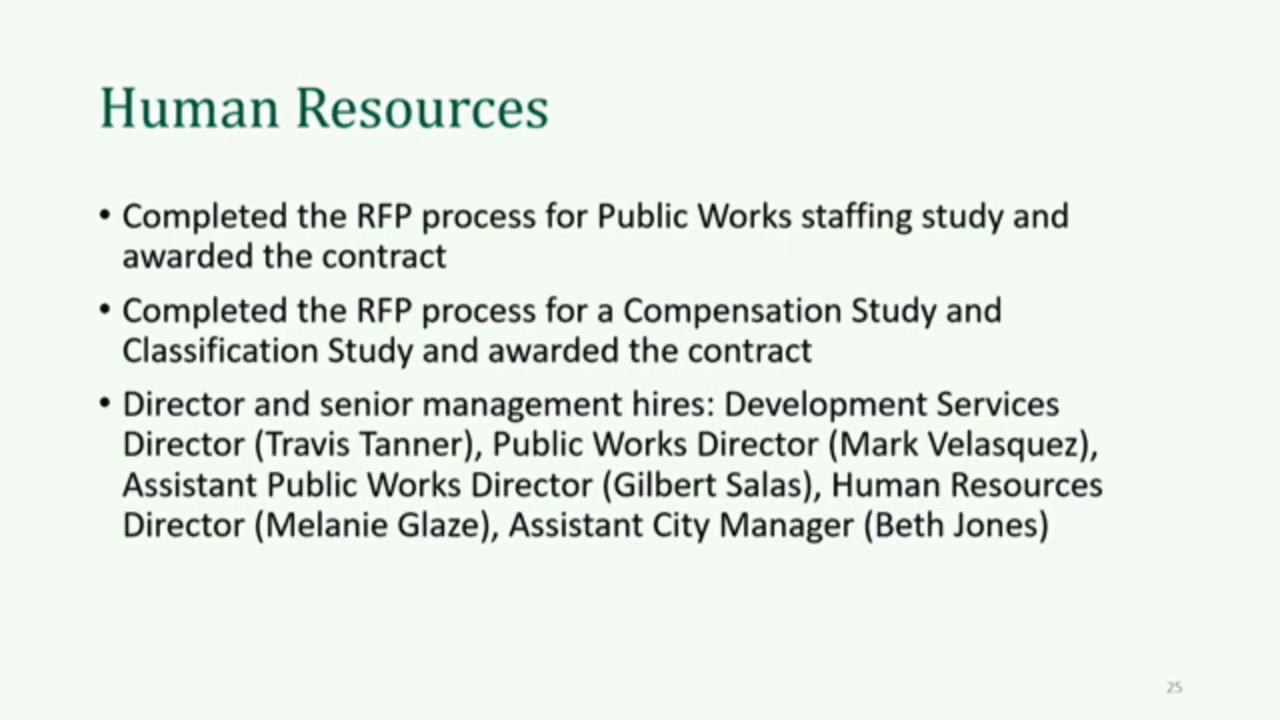 Human Resources
• Completed the RFP process for Public Works staffing study and
awarded the contract
• Completed the RFP process for a Compensation Study and
Classification Study and awarded the contract
• Director and senior management hires: Development Services
Director (Travis Tanner), Public Works Director (Mark Velasquez),
Assistant Public Works Director (Gilbert Salas), Human Resources
Director (Melanie Glaze), Assistant City Manager (Beth Jones)
25